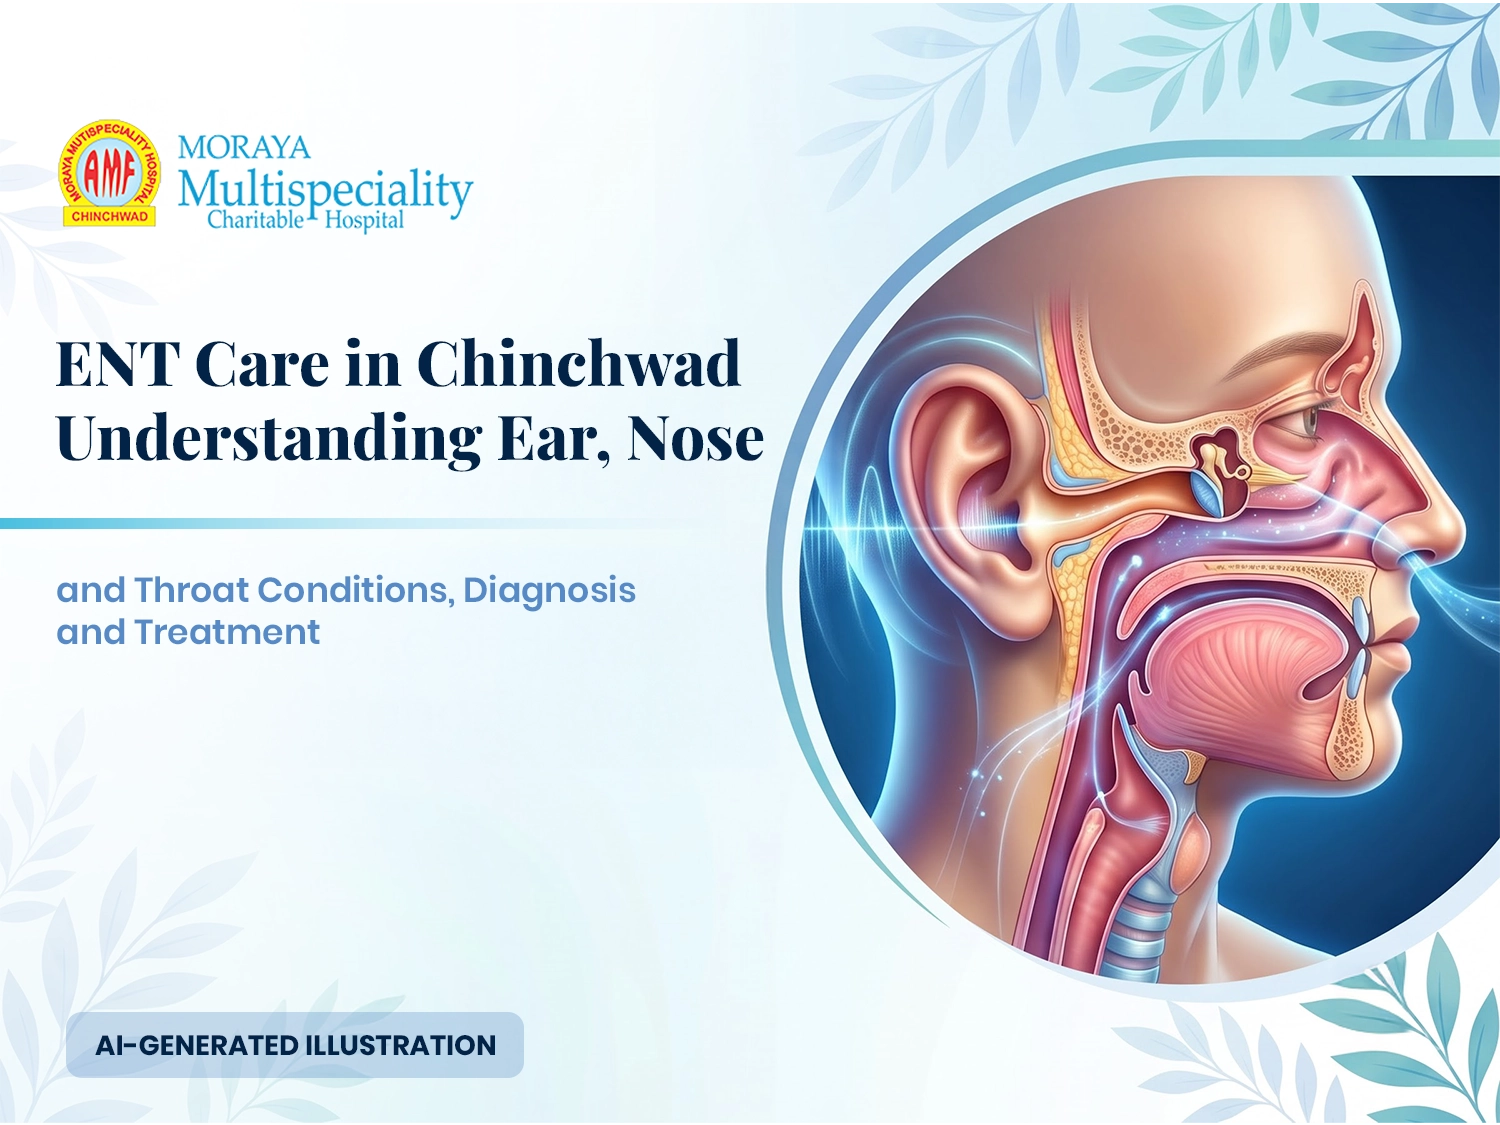 MORAYA MUTISPECIALITY HOSPITAL
AMF
CHINCHWAD
MORAYA
Multispeciality
Charitable Hospital
ENT Care in Chinchwad
Understanding Ear, Nose
and Throat Conditions, Diagnosis
and Treatment
AI-GENERATED ILLUSTRATION